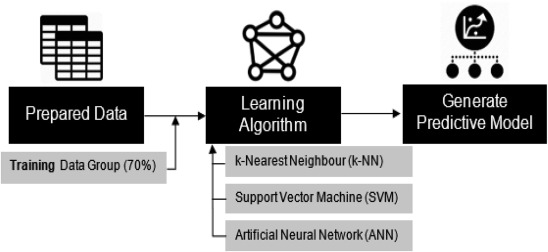 Prepared Data
Learning
Algorithm
Generate
Predictive Model
Training Data Group (70%)
k-Nearest Neighbour (k-NN)
Support Vector Machine (SVM)
Artificial Neural Network (ANN)